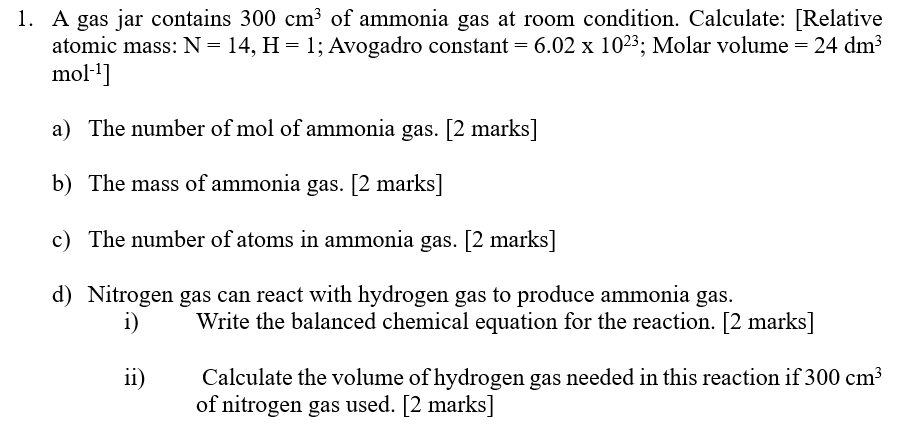 1. A gas jar contains 300 cm³ of ammonia gas at room condition. Calculate: [Relative
atomic mass: N = 14, H = 1; Avogadro constant = 6.02 x 10²³; Molar volume = 24 dm³
mol⁻¹]
a) The number of mol of ammonia gas. [2 marks]
b) The mass of ammonia gas. [2 marks]
c) The number of atoms in ammonia gas. [2 marks]
d) Nitrogen gas can react with hydrogen gas to produce ammonia gas.
i) Write the balanced chemical equation for the reaction. [2 marks]
ii) Calculate the volume of hydrogen gas needed in this reaction if 300 cm³
of nitrogen gas used. [2 marks]